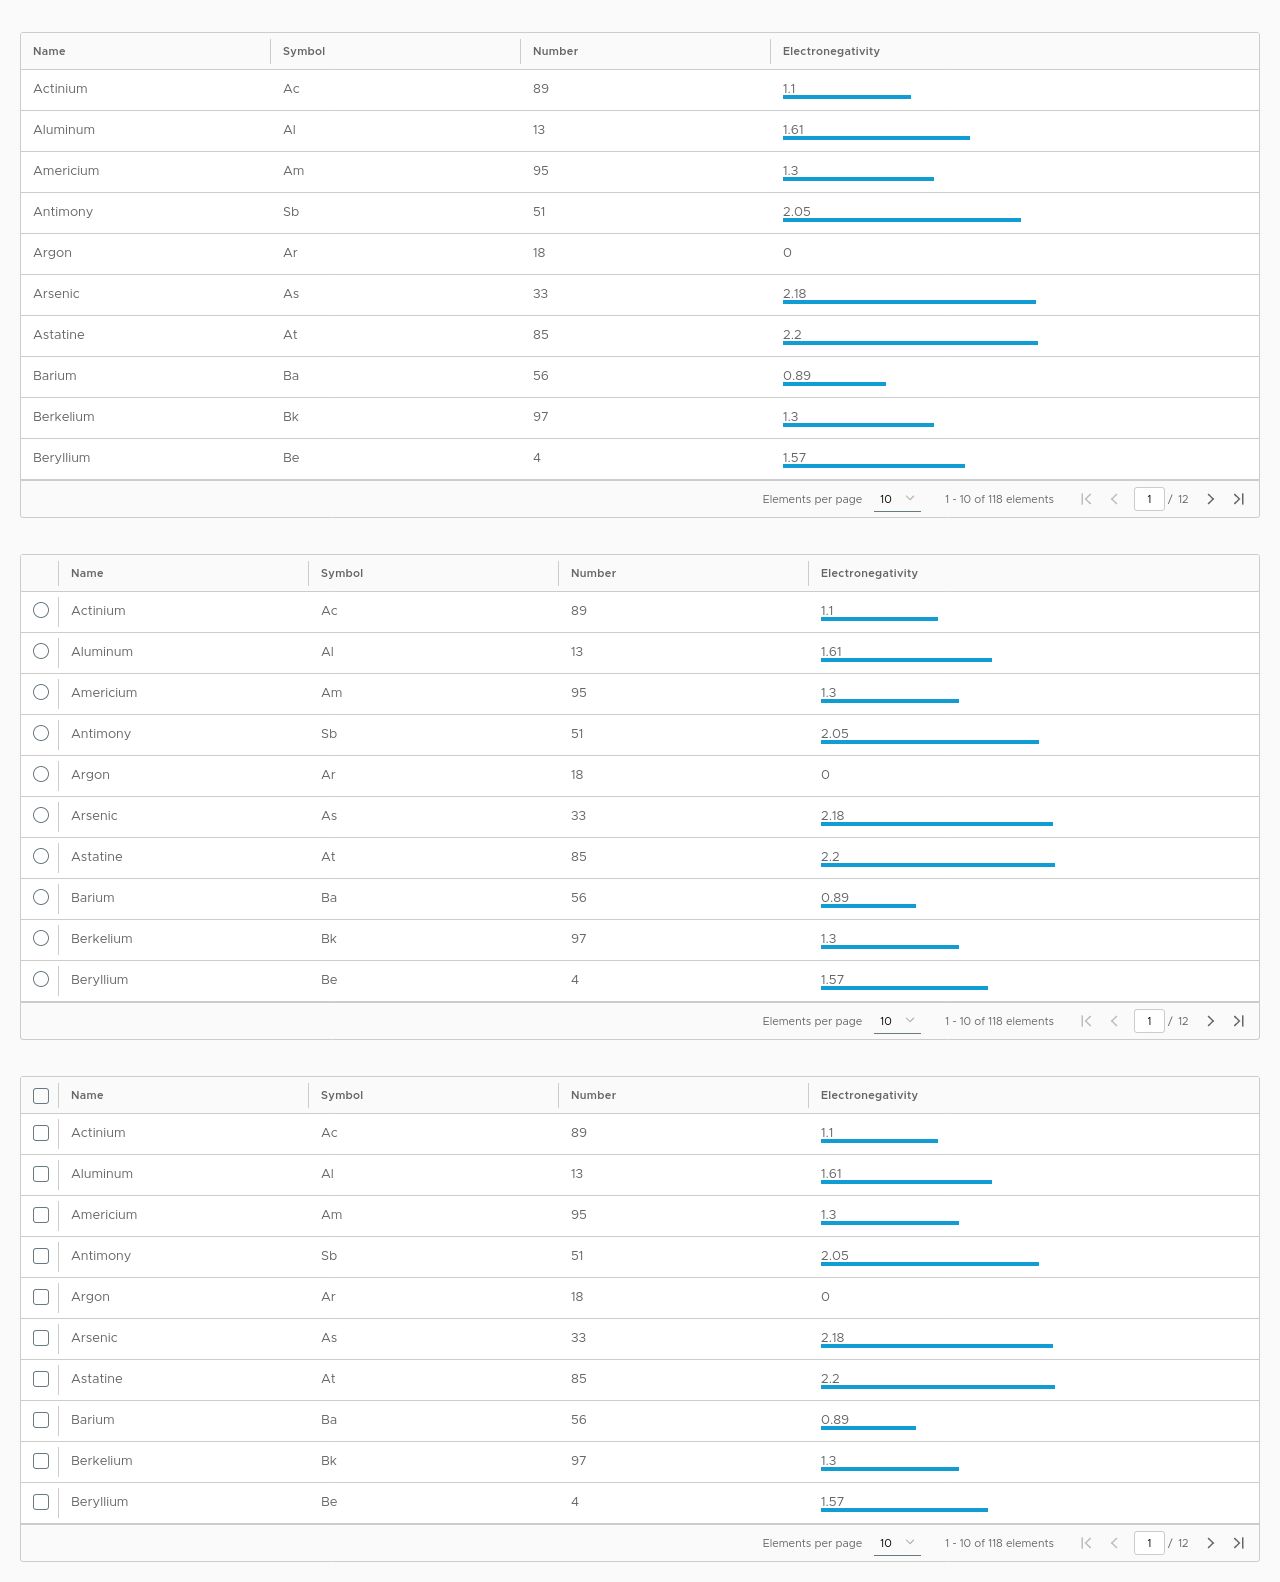 Name Symbol Number Electronegativity
Actinium Ac 89 1.1
Aluminum Al 13 1.61
Americium Am 95 1.3
Antimony Sb 51 2.05
Argon Ar 18 0
Arsenic As 33 2.18
Astatine At 85 2.2
Barium Ba 56 0.89
Berkelium Bk 97 1.3
Beryllium Be 4 1.57
Elements per page 10 1 - 10 of 118 elements 1 / 12
Name Symbol Number Electronegativity
Actinium Ac 89 1.1
Aluminum Al 13 1.61
Americium Am 95 1.3
Antimony Sb 51 2.05
Argon Ar 18 0
Arsenic As 33 2.18
Astatine At 85 2.2
Barium Ba 56 0.89
Berkelium Bk 97 1.3
Beryllium Be 4 1.57
Elements per page 10 1 - 10 of 118 elements 1 / 12
Name Symbol Number Electronegativity
Actinium Ac 89 1.1
Aluminum Al 13 1.61
Americium Am 95 1.3
Antimony Sb 51 2.05
Argon Ar 18 0
Arsenic As 33 2.18
Astatine At 85 2.2
Barium Ba 56 0.89
Berkelium Bk 97 1.3
Beryllium Be 4 1.57
Elements per page 10 1 - 10 of 118 elements 1 / 12